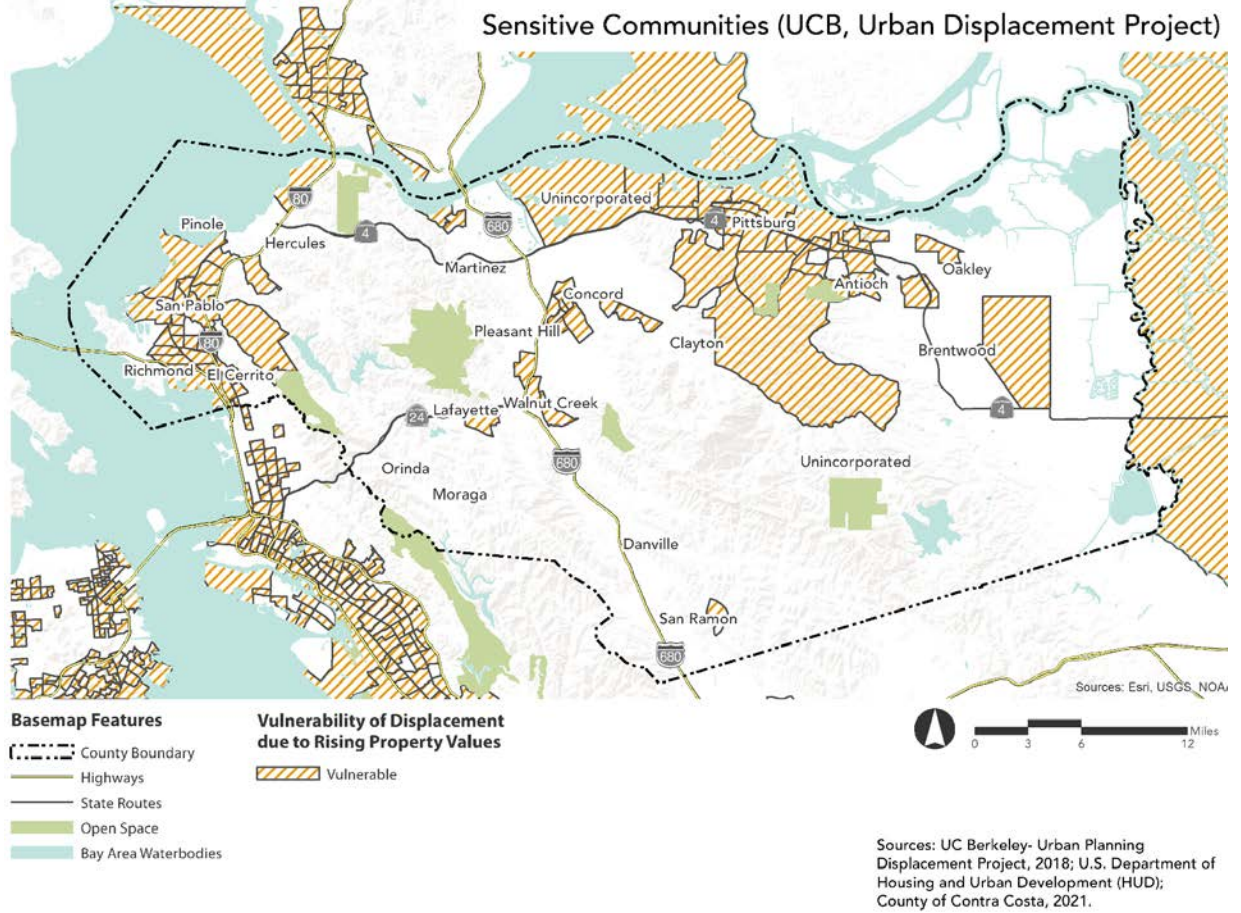 Sensitive Communities (UCB, Urban Displacement Project)
Unincorporated
80
680
4
Pittsburg
Pinole
Hercules
4
Martinez
Oakley
Antioch
Concord
San Pablo
Pleasant Hill
80
Clayton
Brentwood
Richmond
El Cerrito
24
Lafayette
Walnut Creek
4
Orinda
680
Unincorporated
Moraga
Danville
San Ramon
680
Sources: Esri, USGS, NOAA
Basemap Features
County Boundary
Highways
State Routes
Open Space
Bay Area Waterbodies
Vulnerability of Displacement
due to Rising Property Values
Vulnerable
0 3 6 12 Miles
Sources: UC Berkeley- Urban Planning
Displacement Project, 2018; U.S. Department of
Housing and Urban Development (HUD);
County of Contra Costa, 2021.